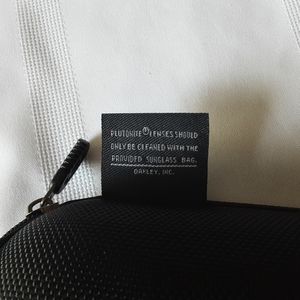 PLUTONITE® LENSES SHOULD
ONLY BE CLEANED WITH THE
PROVIDED SUNGLASS BAG.
OAKLEY, INC.